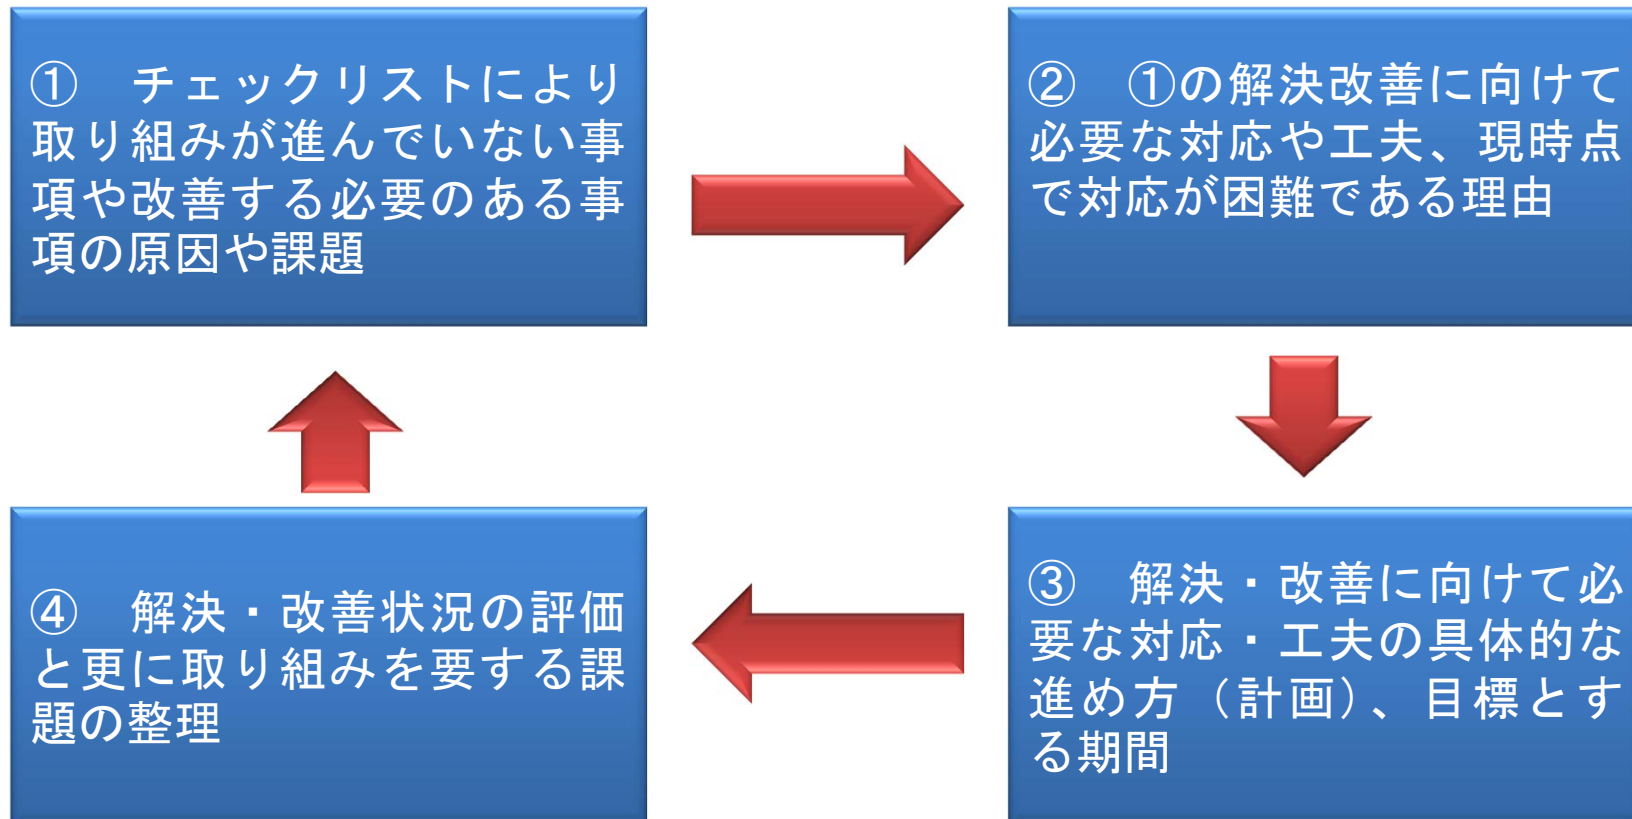 ①　チェックリストにより
取り組みが進んでいない事
項や改善する必要のある事
項の原因や課題
②　①の解決改善に向けて
必要な対応や工夫、現時点
で対応が困難である理由
③　解決・改善に向けて必
要な対応・工夫の具体的な
進め方（計画）、目標とす
る期間
④　解決・改善状況の評価
と更に取り組みを要する課
題の整理